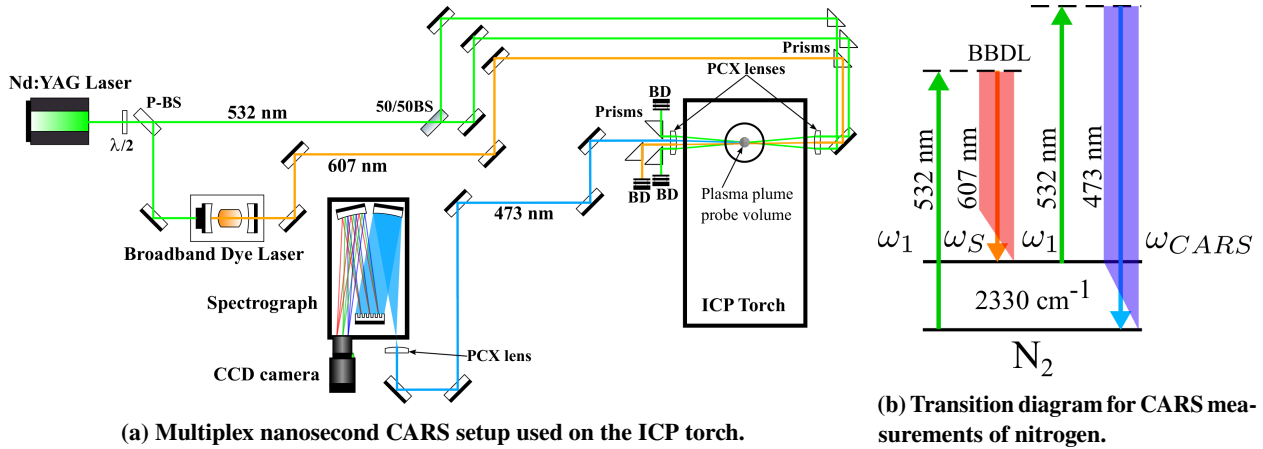 Nd:YAG Laser
P-BS
λ/2
532 nm
50/50BS
607 nm
Broadband Dye Laser
473 nm
Spectrograph
CCD camera
PCX lens
Prisms
PCX lenses
BD
Prisms
BD
BD
Plasma plume
probe volume
ICP Torch
(a) Multiplex nanosecond CARS setup used on the ICP torch.
BBDL
532 nm
607 nm
532 nm
473 nm
ω₁
ω_S
ω₁
ω_CARS
2330 cm⁻¹
N₂
(b) Transition diagram for CARS mea-
surements of nitrogen.